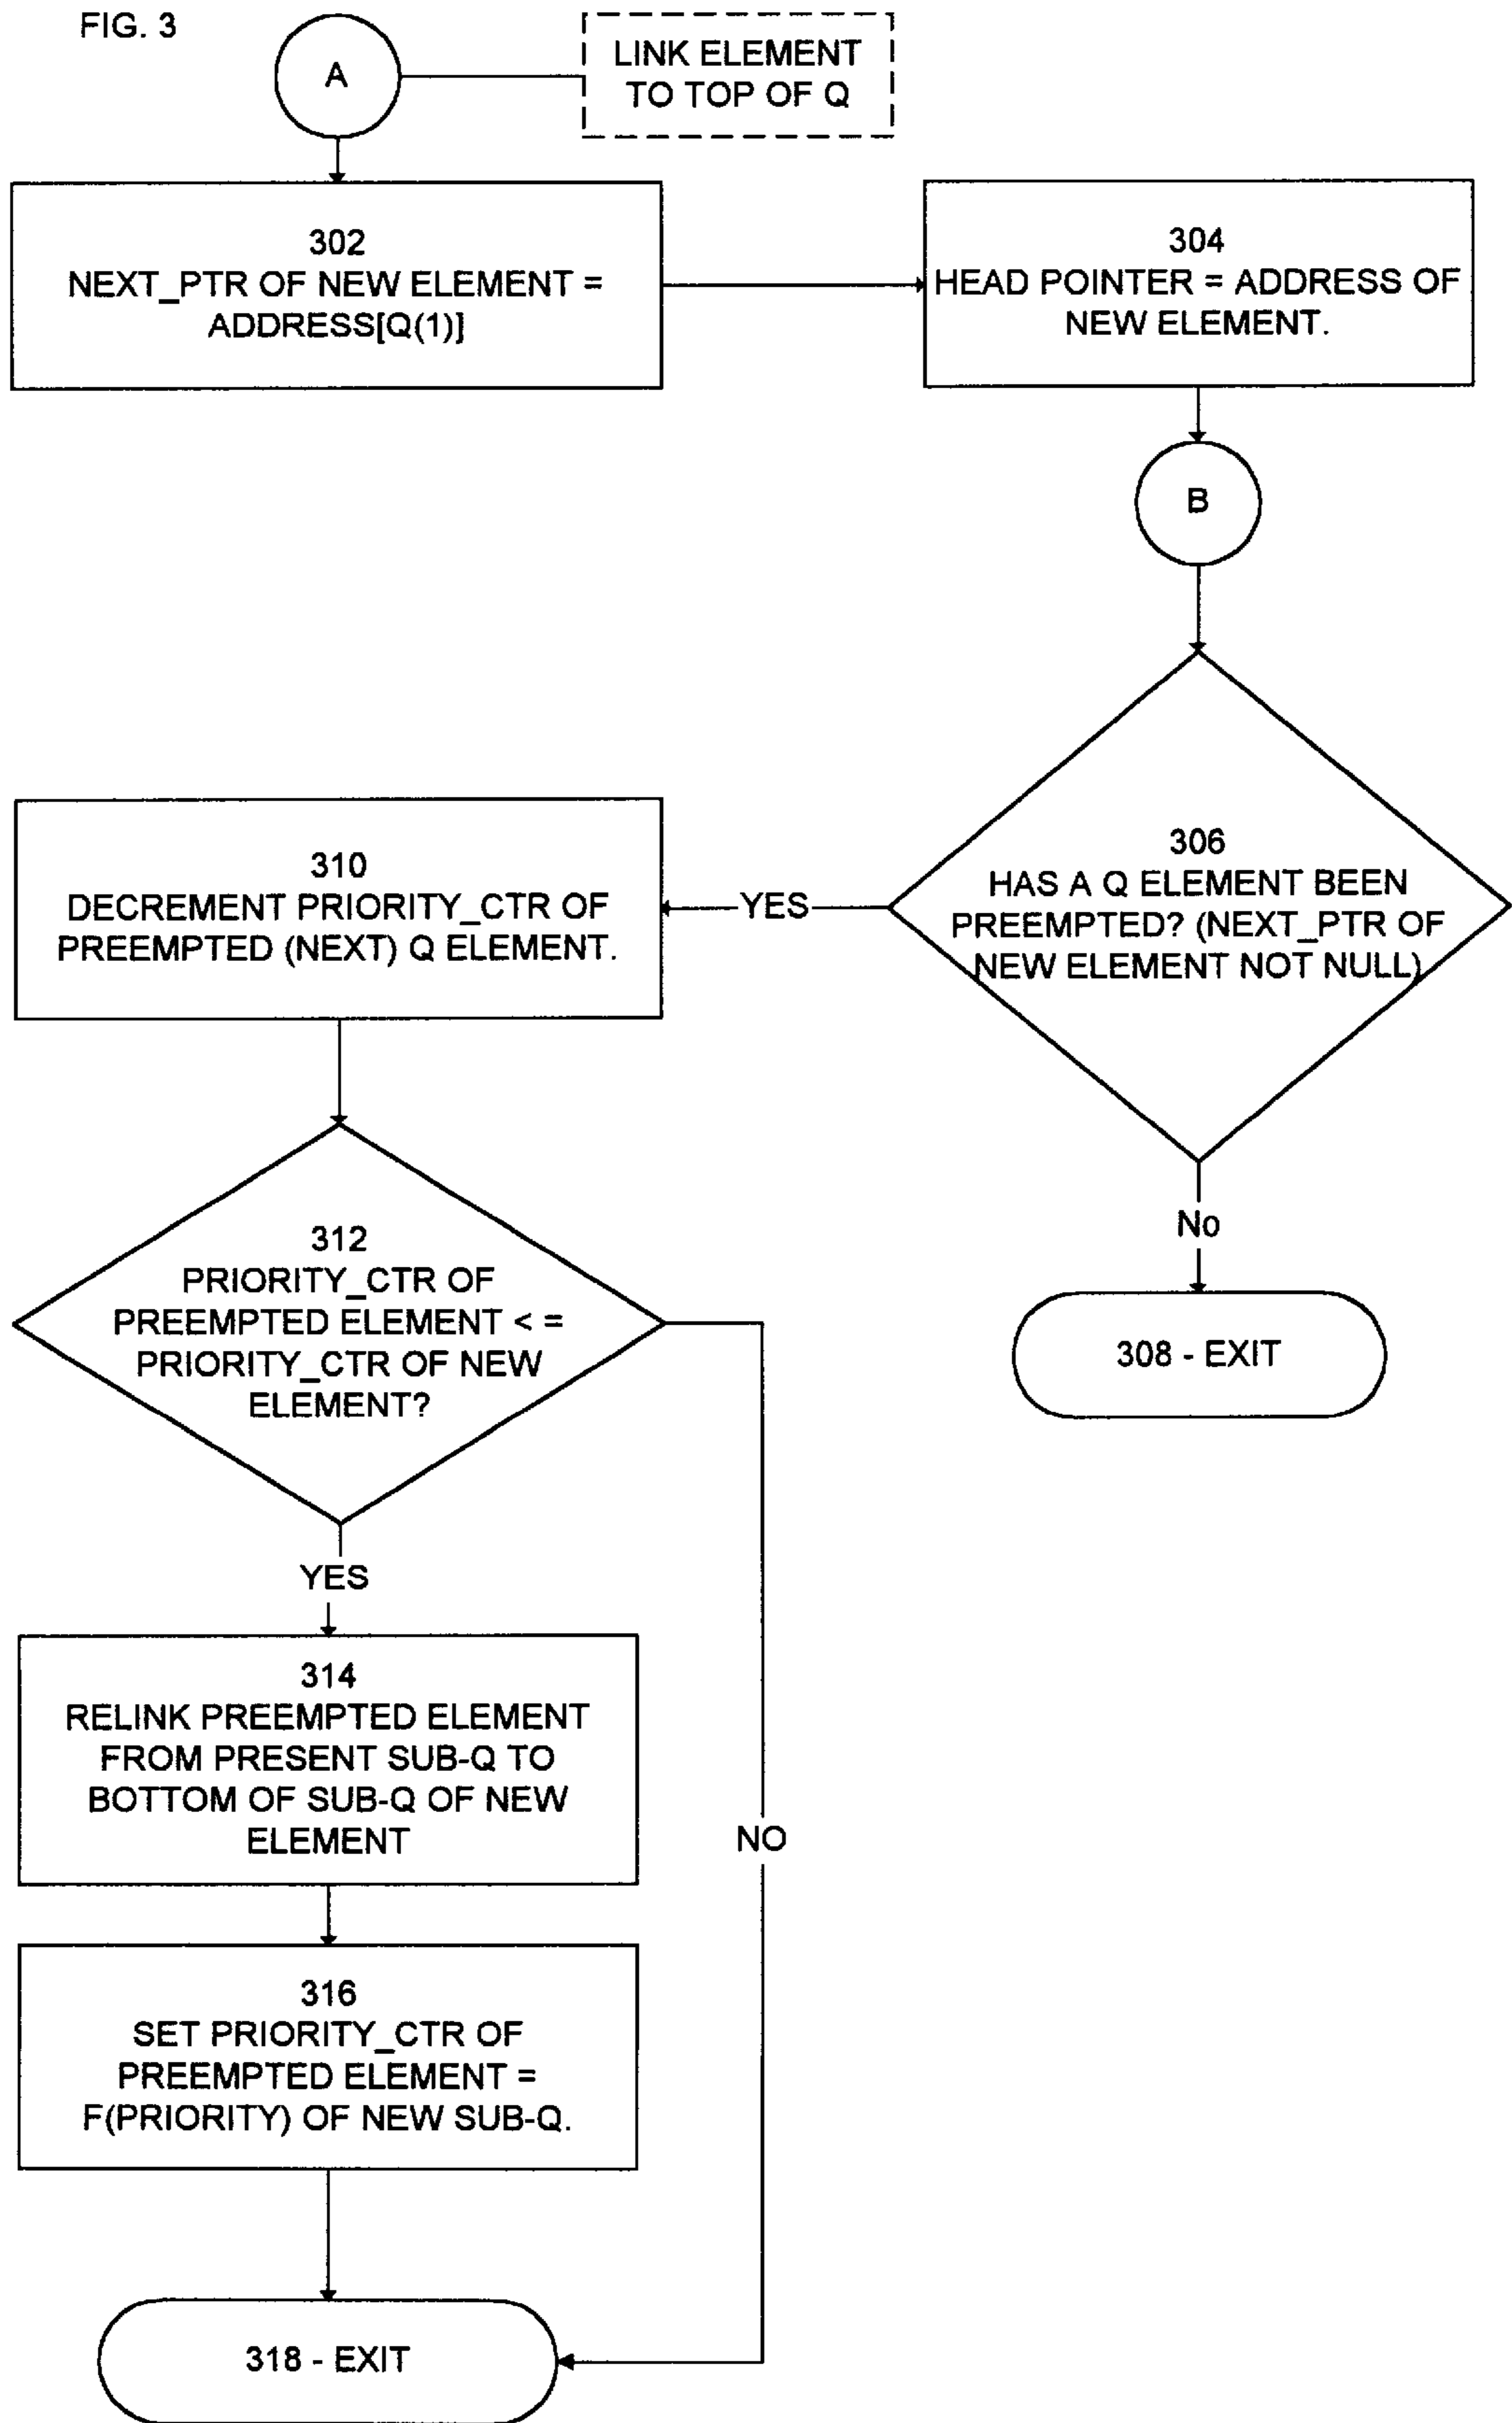 FIG. 3
A
LINK ELEMENT
TO TOP OF Q
302
NEXT_PTR OF NEW ELEMENT =
ADDRESS[Q(1)]
304
HEAD POINTER = ADDRESS OF
NEW ELEMENT.
B
306
HAS A Q ELEMENT BEEN
PREEMPTED? (NEXT_PTR OF
NEW ELEMENT NOT NULL)
YES
310
DECREMENT PRIORITY_CTR OF
PREEMPTED (NEXT) Q ELEMENT.
No
308 - EXIT
312
PRIORITY_CTR OF
PREEMPTED ELEMENT < =
PRIORITY_CTR OF NEW
ELEMENT?
YES
314
RELINK PREEMPTED ELEMENT
FROM PRESENT SUB-Q TO
BOTTOM OF SUB-Q OF NEW
ELEMENT
NO
316
SET PRIORITY_CTR OF
PREEMPTED ELEMENT =
F(PRIORITY) OF NEW SUB-Q.
318 - EXIT